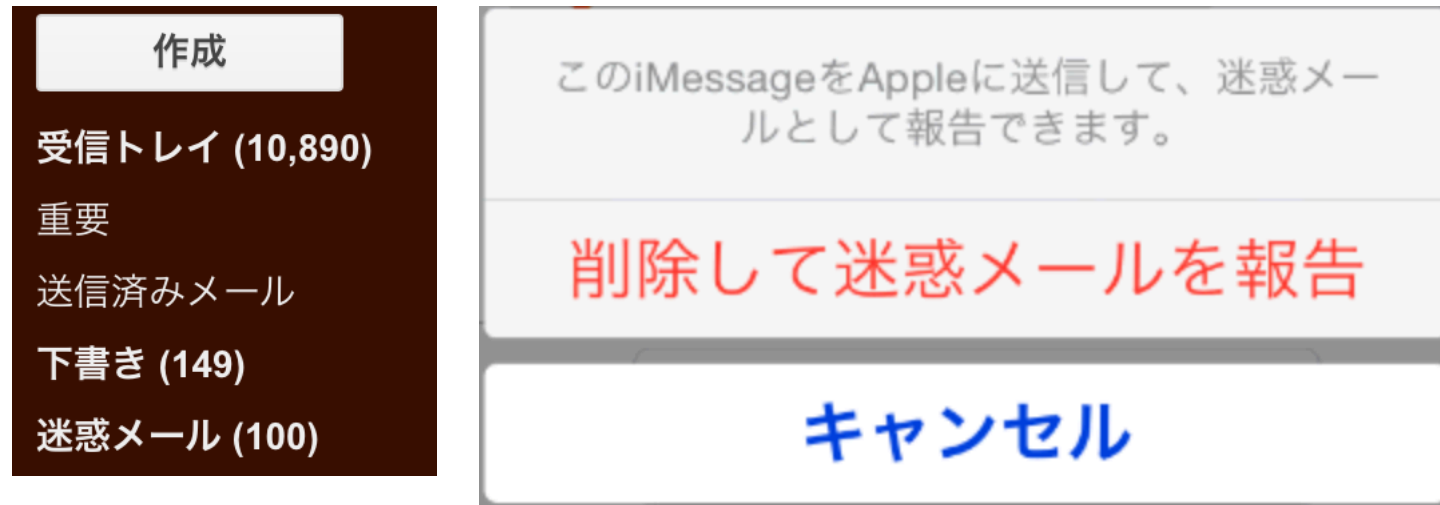 作成
受信トレイ (10,890)
重要
送信済みメール
下書き (149)
迷惑メール (100)
このiMessageをAppleに送信して、迷惑メー
ルとして報告できます。
削除して迷惑メールを報告
キャンセル